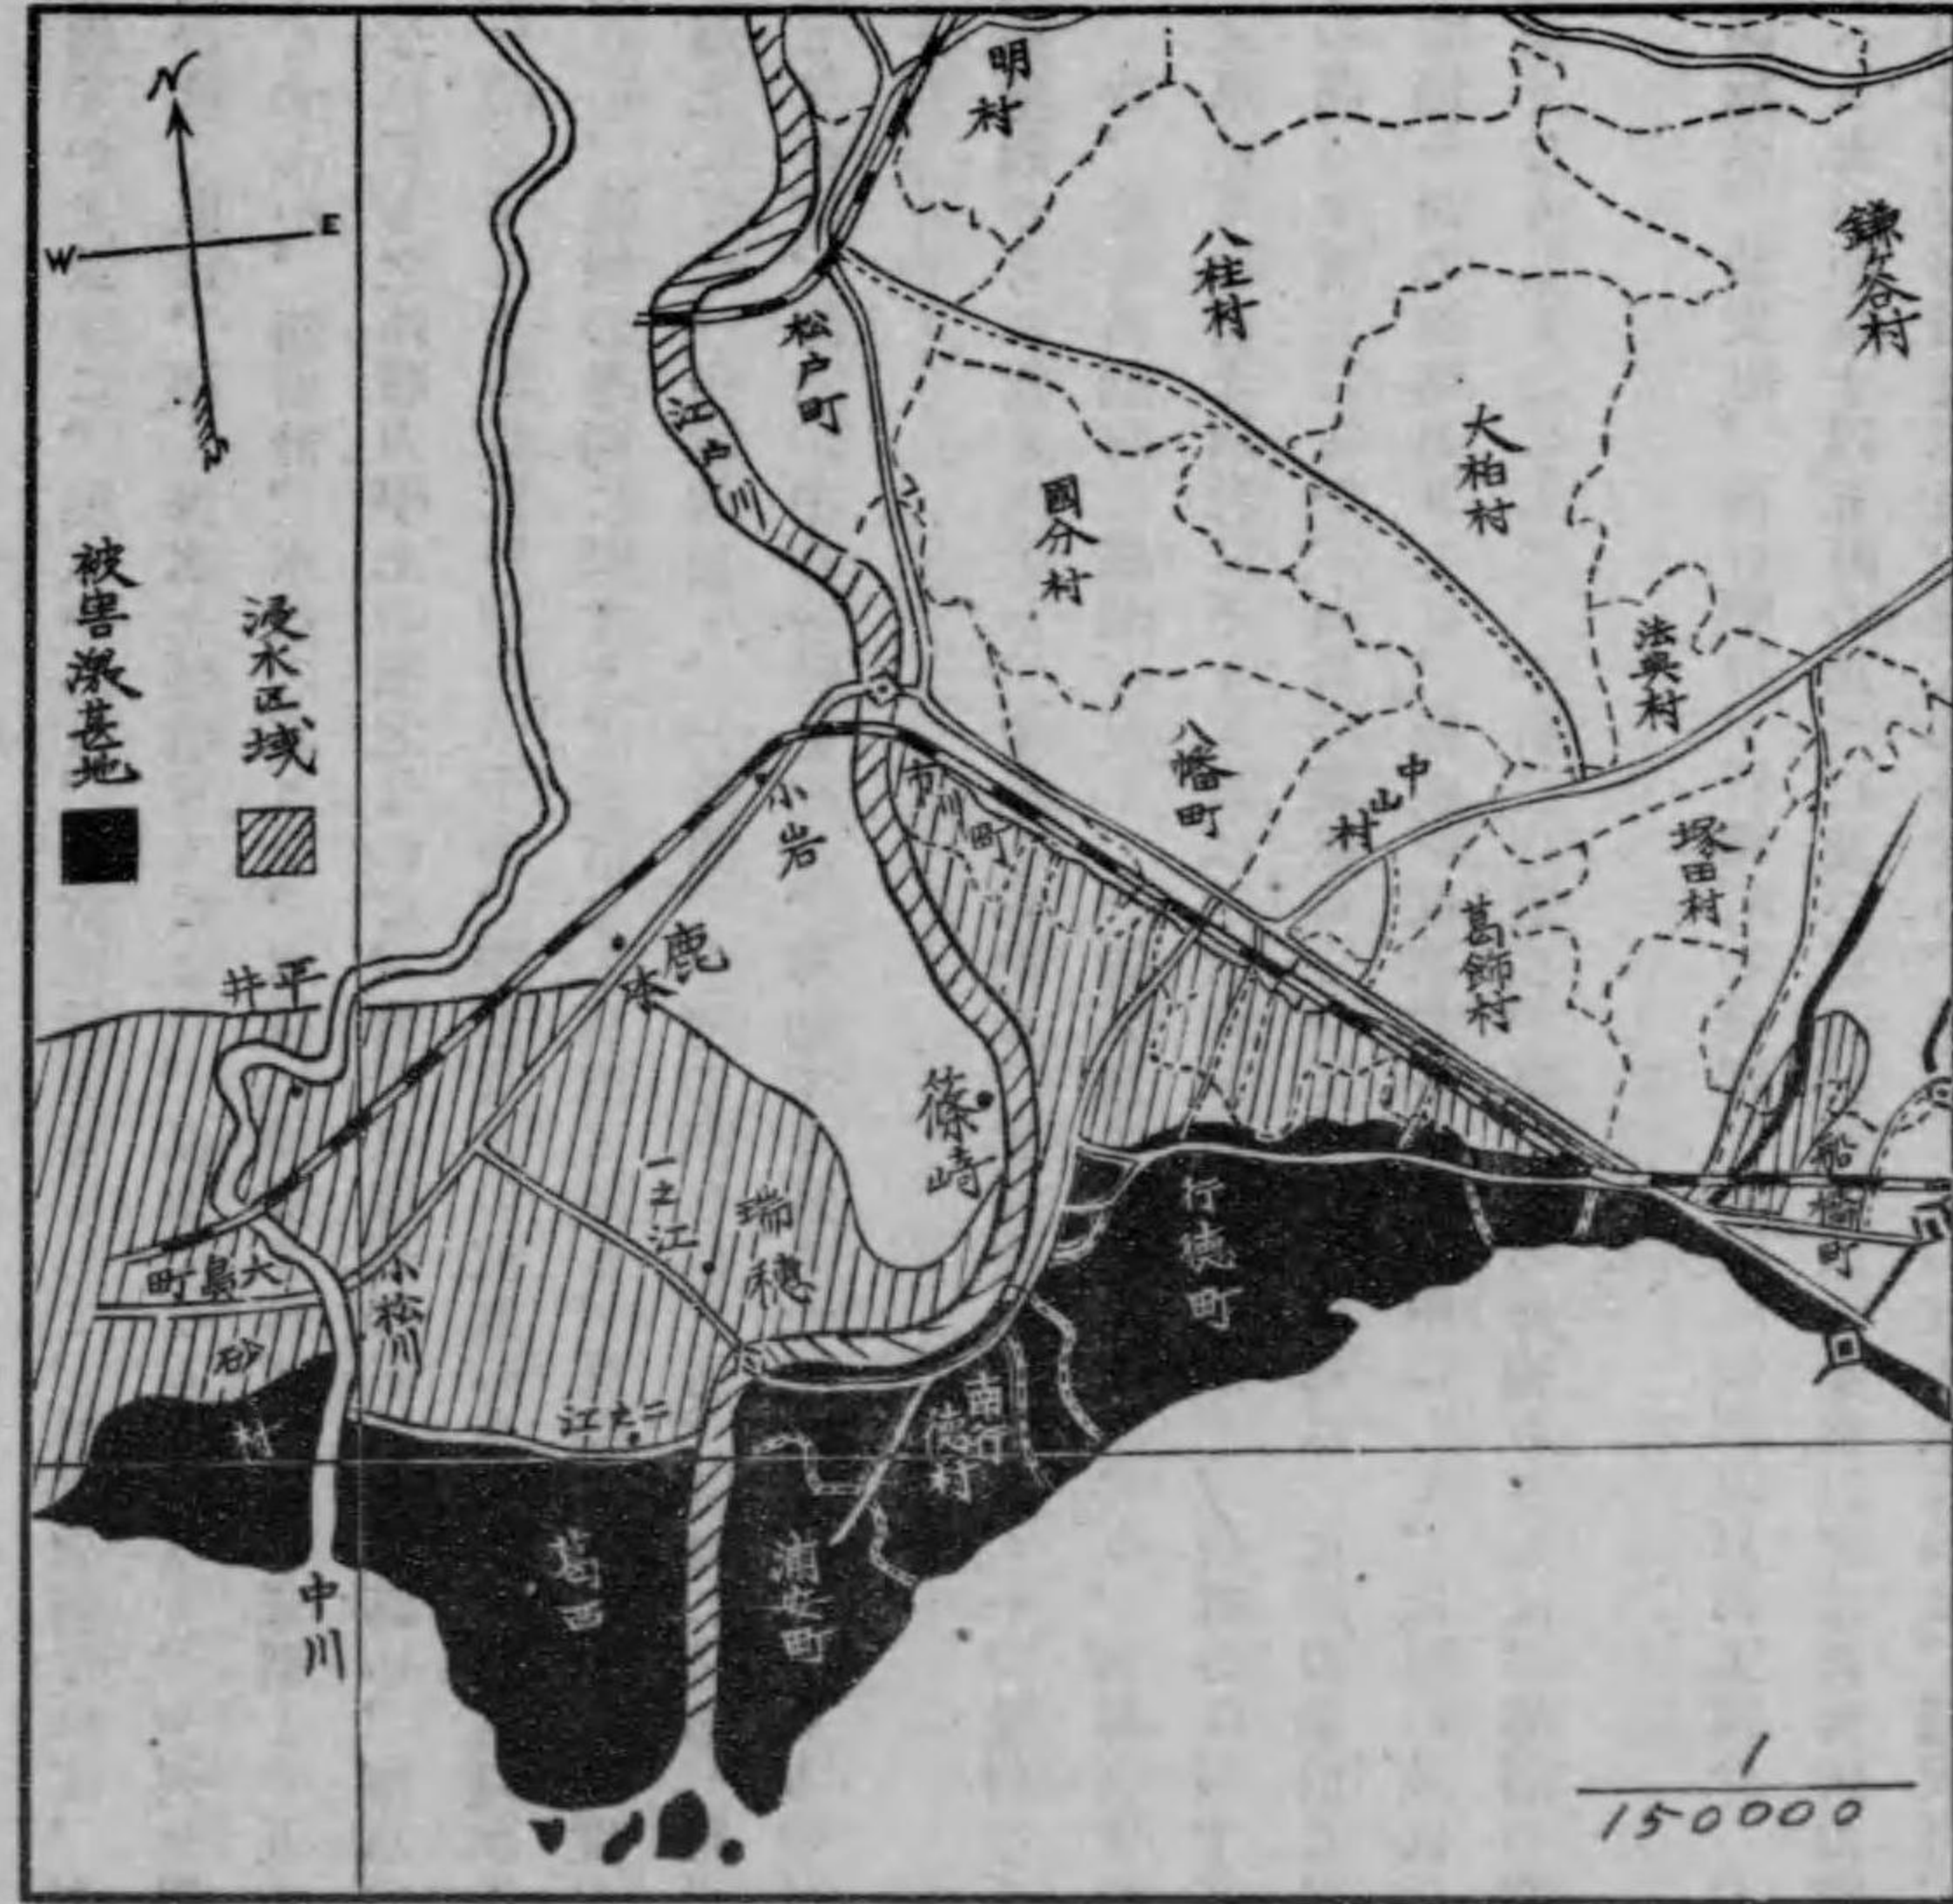 N
W
E
S
被害激甚地
浸水区域
明村
八柱村
鎌ヶ谷村
松戸町
江戸川
大柏村
國分村
法典村
八幡町
中山村
市川町
小岩
塚田村
葛飾村
鹿本
平井
篠崎
一之江
瑞穂
行徳町
船橋町
大島町
小松川
砂村
二之江
南行徳村
葛西
浦安町
中川
1
150000